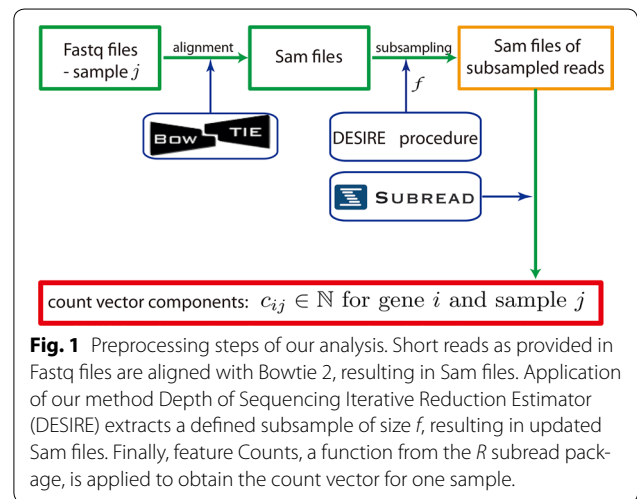 Fastq files
- sample j
alignment
Sam files
subsampling
f
Sam files of
subsampled reads
BOW TIE
DESIRE procedure
SUBREAD
count vector components: c_{ij} ∈ ℕ for gene i and sample j
Fig. 1 Preprocessing steps of our analysis. Short reads as provided in
Fastq files are aligned with Bowtie 2, resulting in Sam files. Application
of our method Depth of Sequencing Iterative Reduction Estimator
(DESIRE) extracts a defined subsample of size f, resulting in updated
Sam files. Finally, feature Counts, a function from the R subread pack-
age, is applied to obtain the count vector for one sample.